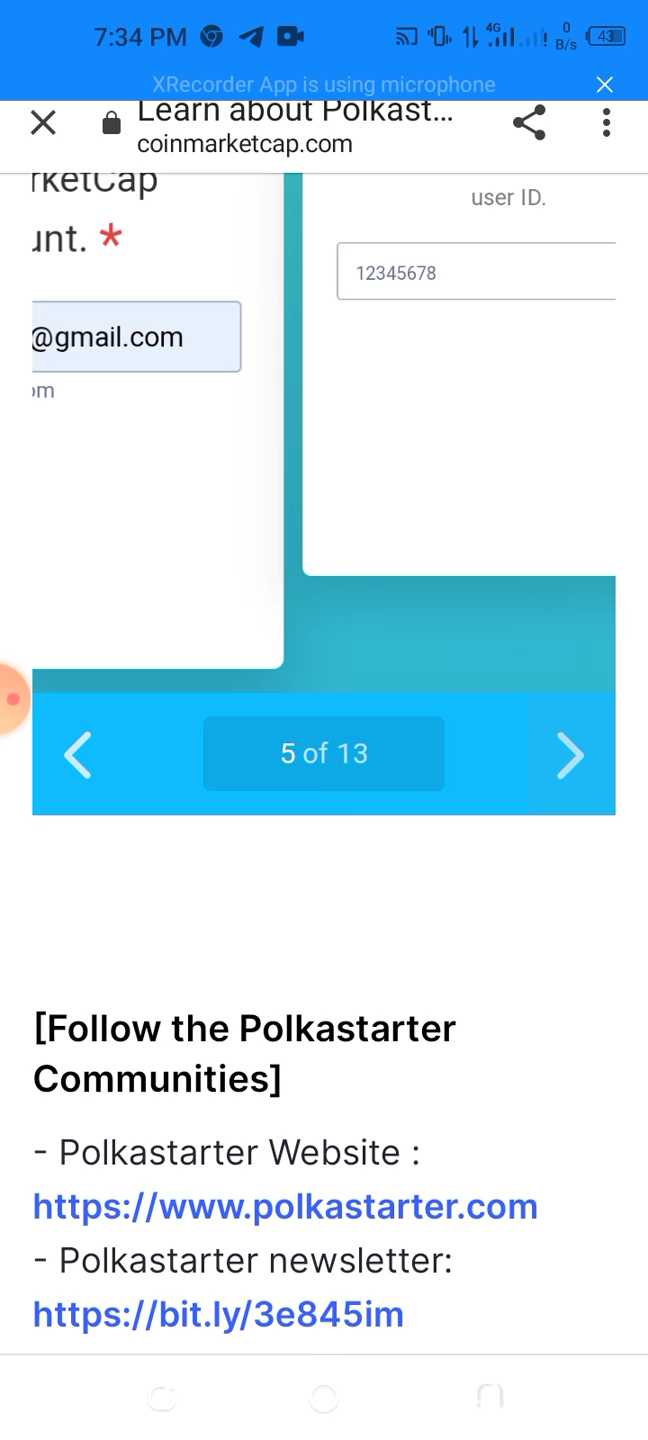 7:34 PM
4G
0
B/s
43
XRecorder App is using microphone
Learn about Polkast...
coinmarketcap.com
rketCap
unt. *
user ID.
12345678
@gmail.com
om
5 of 13
[Follow the Polkastarter
Communities]
- Polkastarter Website :
https://www.polkastarter.com
- Polkastarter newsletter:
https://bit.ly/3e845im